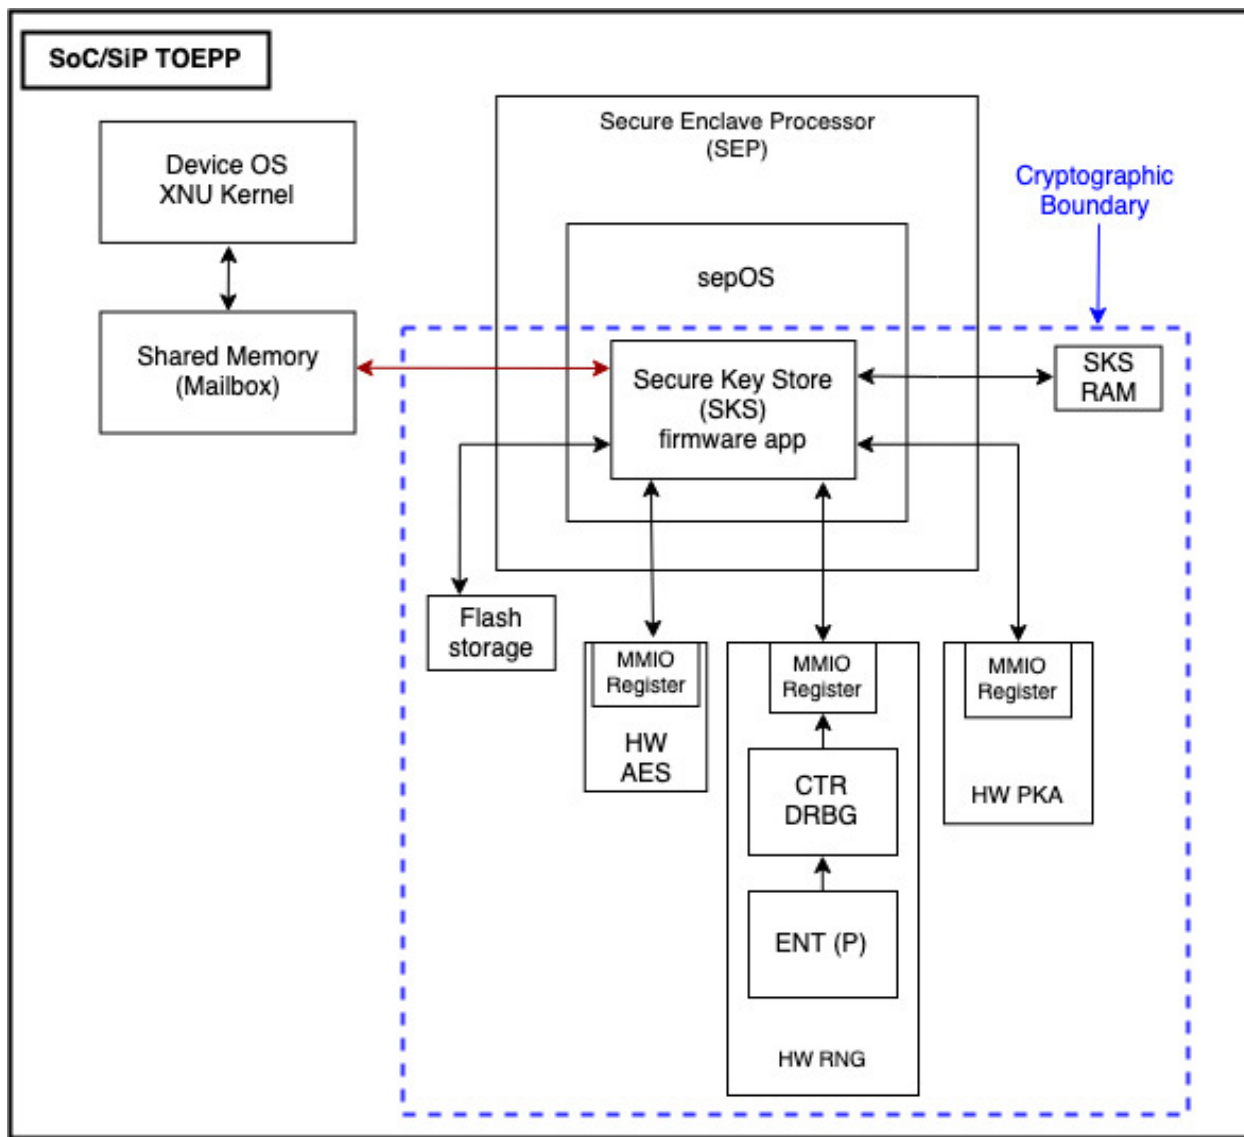 SoC/SiP TOEPP
Secure Enclave Processor
(SEP)
Device OS
XNU Kernel
Cryptographic
Boundary
sepOS
Shared Memory
(Mailbox)
Secure Key Store
(SKS)
firmware app
SKS
RAM
Flash
storage
MMIO
Register
HW
AES
MMIO
Register
CTR
DRBG
ENT (P)
HW RNG
MMIO
Register
HW PKA